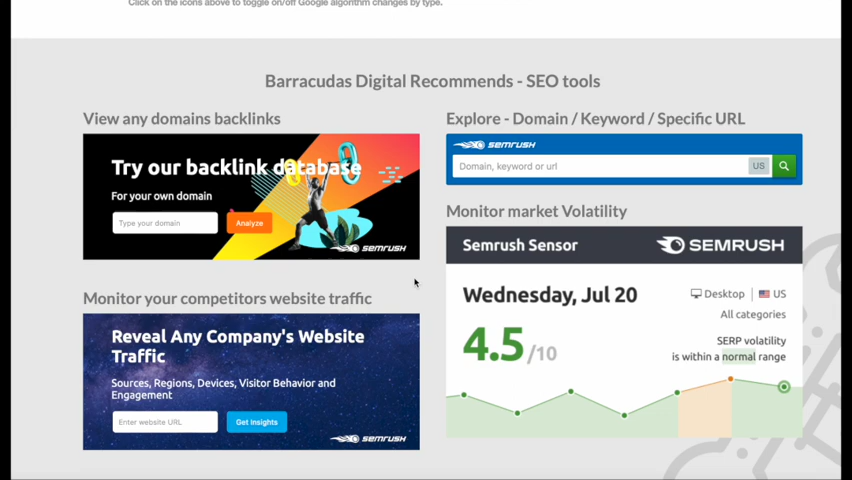 Click on the icons above to toggle on/off Google algorithm changes by type.
Barracudas Digital Recommends - SEO tools
View any domains backlinks
Try our backlink database
For your own domain
Type your domain
Analyze
SEMRUSH
Monitor your competitors website traffic
Reveal Any Company's Website
Traffic
Sources, Regions, Devices, Visitor Behavior and
Engagement
Enter website URL
Get insights
SEMRUSH
Explore - Domain / Keyword / Specific URL
SEMRUSH
Domain, keyword or url
US
Monitor market Volatility
Semrush Sensor
SEMRUSH
Wednesday, Jul 20
Desktop | US
All categories
4.5/10
SERP volatility
is within a normal range